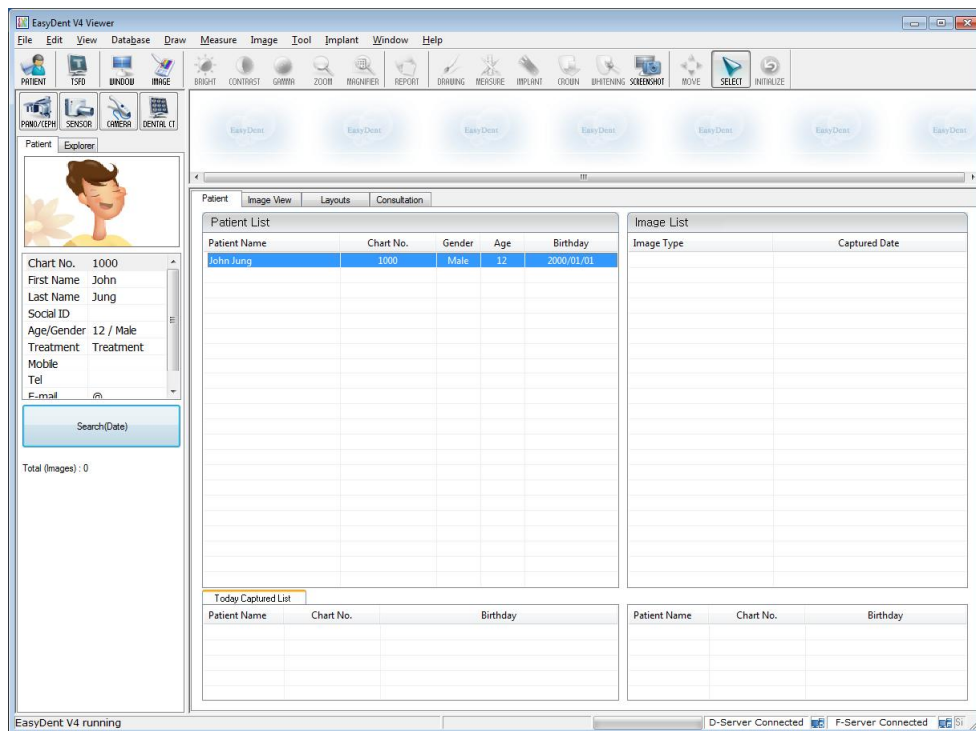 EasyDent V4 Viewer
File Edit View Database Draw Measure Image Tool Implant Window Help
PATIENT TSFD WINDOW IMAGE BRIGHT CONTRAST GAMMA ZOOM MAGNIFIER REPORT DRAWING MEASURE IMPLANT CROWN WHITENING SCREENSHOT MOVE SELECT INITIALIZE
PANO/CEPH SENSOR CAMERA DENTAL CT
EasyDent EasyDent EasyDent EasyDent EasyDent EasyDent EasyDent
Patient Explorer
Patient Image View Layouts Consultation
Patient List
Patient Name Chart No. Gender Age Birthday
John Jung 1000 Male 12 2000/01/01
Image List
Image Type Captured Date
Chart No. 1000
First Name John
Last Name Jung
Social ID
Age/Gender 12 / Male
Treatment Treatment
Mobile
Tel
E-mail @
Search(Date)
Total (Images) : 0
Today Captured List
Patient Name Chart No. Birthday
Patient Name Chart No. Birthday
EasyDent V4 running D-Server Connected F-Server Connected Si